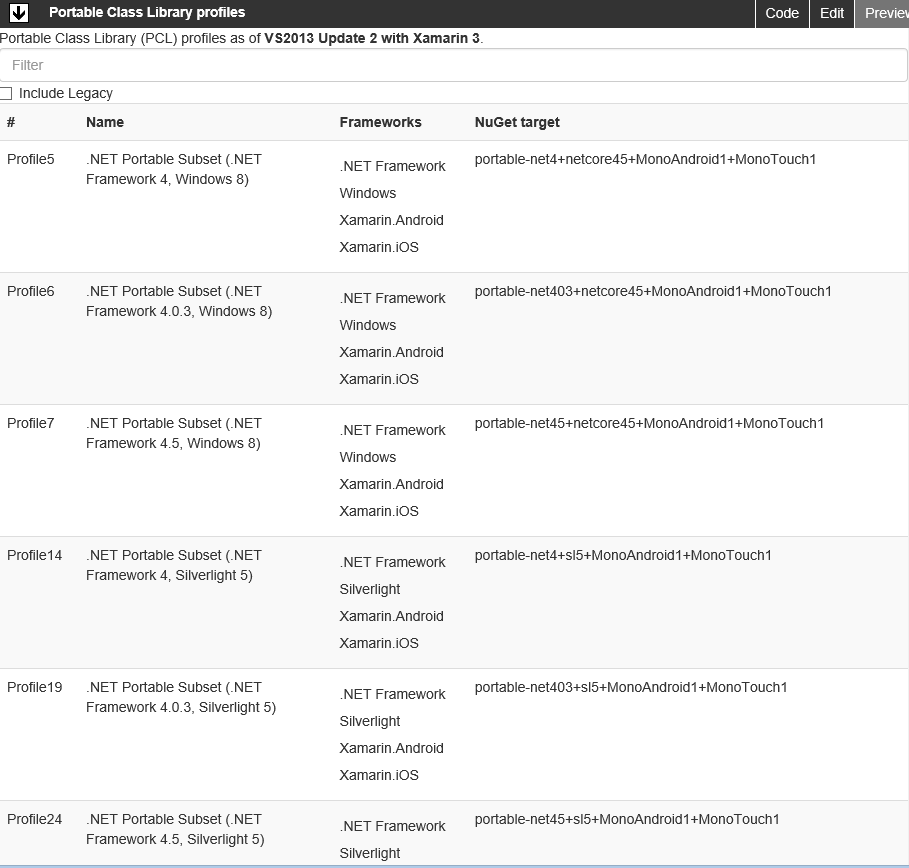 Portable Class Library profiles
Code Edit Preview
Portable Class Library (PCL) profiles as of VS2013 Update 2 with Xamarin 3.
Filter
Include Legacy
# Name Frameworks NuGet target
Profile5 .NET Portable Subset (.NET Framework 4, Windows 8) portable-net4+netcore45+MonoAndroid1+MonoTouch1
.NET Framework
Windows
Xamarin.Android
Xamarin.iOS
Profile6 .NET Portable Subset (.NET Framework 4.0.3, Windows 8) portable-net403+netcore45+MonoAndroid1+MonoTouch1
.NET Framework
Windows
Xamarin.Android
Xamarin.iOS
Profile7 .NET Portable Subset (.NET Framework 4.5, Windows 8) portable-net45+netcore45+MonoAndroid1+MonoTouch1
.NET Framework
Windows
Xamarin.Android
Xamarin.iOS
Profile14 .NET Portable Subset (.NET Framework 4, Silverlight 5) portable-net4+sl5+MonoAndroid1+MonoTouch1
.NET Framework
Silverlight
Xamarin.Android
Xamarin.iOS
Profile19 .NET Portable Subset (.NET Framework 4.0.3, Silverlight 5) portable-net403+sl5+MonoAndroid1+MonoTouch1
.NET Framework
Silverlight
Xamarin.Android
Xamarin.iOS
Profile24 .NET Portable Subset (.NET Framework 4.5, Silverlight 5) portable-net45+sl5+MonoAndroid1+MonoTouch1
.NET Framework
Silverlight